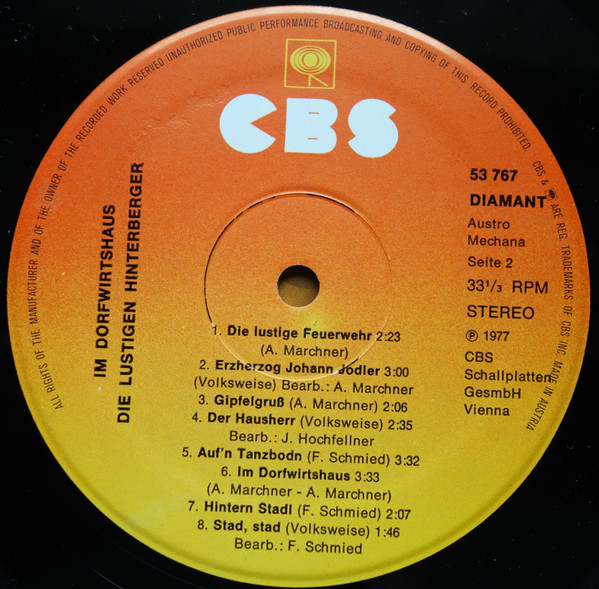 ALL RIGHTS OF THE MANUFACTURER AND OF THE OWNER OF THE RECORDED WORK RESERVED UNAUTHORIZED PUBLIC PERFORMANCE BROADCASTING AND COPYING OF THIS RECORD PROHIBITED. CBS & ARE REG. TRADEMARKS OF CBS INC. MADE IN AUSTRIA
CBS
IM DORFWIRTSHAUS
DIE LUSTIGEN HINTERBERGER
53 767
DIAMANT
Austro
Mechana
Seite 2
33 1/3 RPM
STEREO
Ⓟ 1977
CBS
Schallplatten
GesmbH
Vienna
1. Die lustige Feuerwehr 2:23
(A. Marchner)
2. Erzherzog Johann Jodler 3:00
(Volksweise) Bearb.: A. Marchner
3. Gipfelgruß (A. Marchner) 2:06
4. Der Hausherr (Volksweise) 2:35
Bearb.: J. Hochfellner
5. Auf'n Tanzbodn (F. Schmied) 3:32
6. Im Dorfwirtshaus 3:33
(A. Marchner - A. Marchner)
7. Hintern Stadl (F. Schmied) 2:07
8. Stad, stad (Volksweise) 1:46
Bearb.: F. Schmied